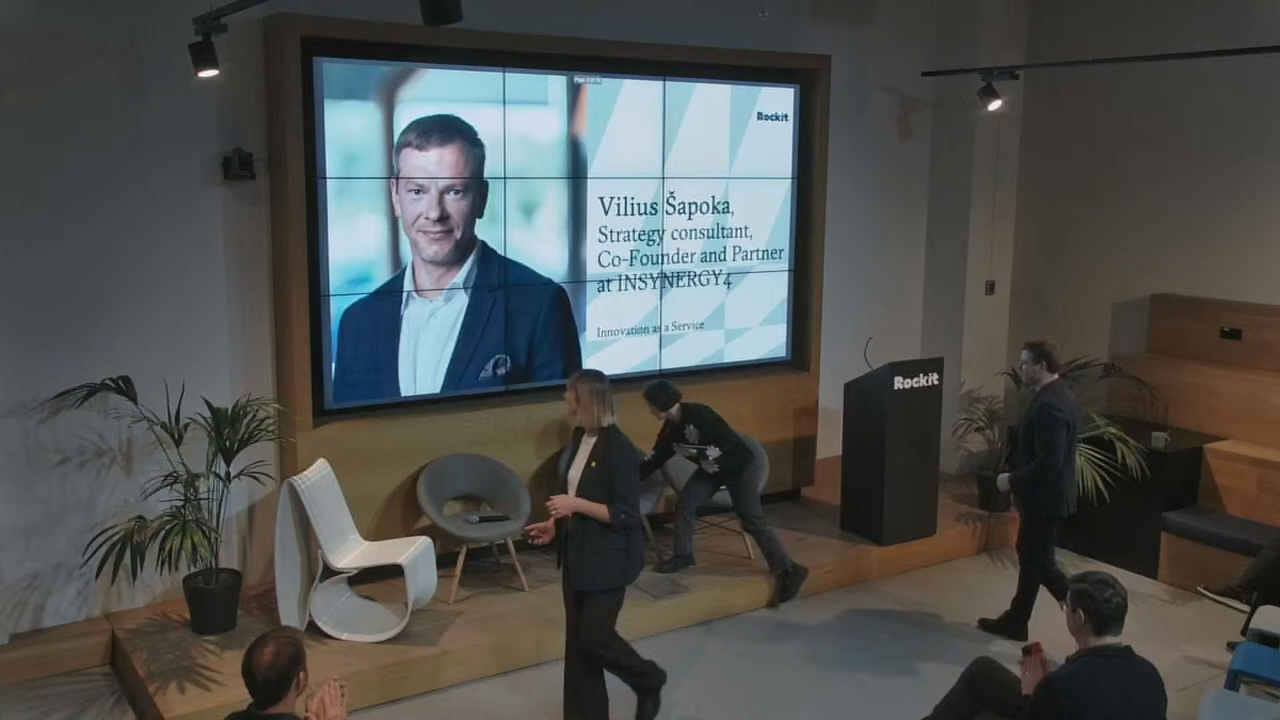 Rockit
Vilius Šapoka,
Strategy consultant,
Co-Founder and Partner
at INSYNERGY4
Innovation as a Service
Rockit